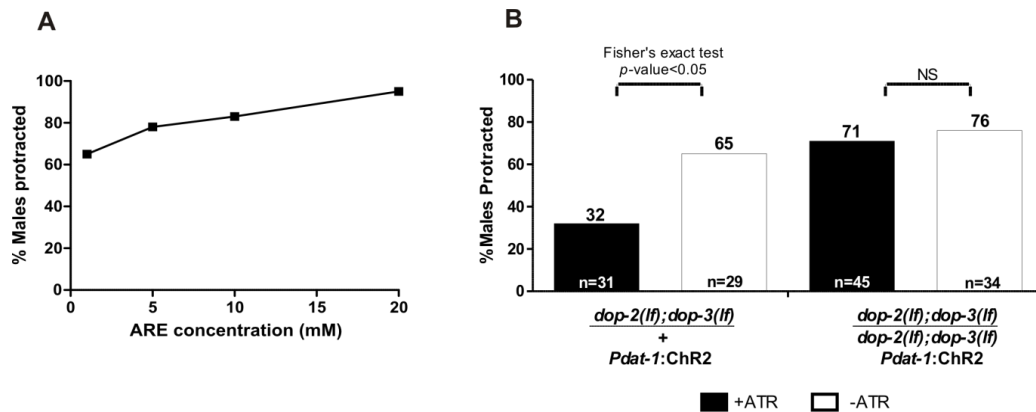 A
% Males protracted
100
80
60
40
20
0
0 5 10 15 20
ARE concentration (mM)
B
Fisher's exact test
p-value<0.05
NS
%Males Protracted
100
80
60
40
20
0
32
65
71
76
n=31
n=29
n=45
n=34
dop-2(lf);dop-3(lf)
+
Pdat-1:ChR2
dop-2(lf);dop-3(lf)
dop-2(lf);dop-3(lf)
Pdat-1:ChR2
+ATR
-ATR